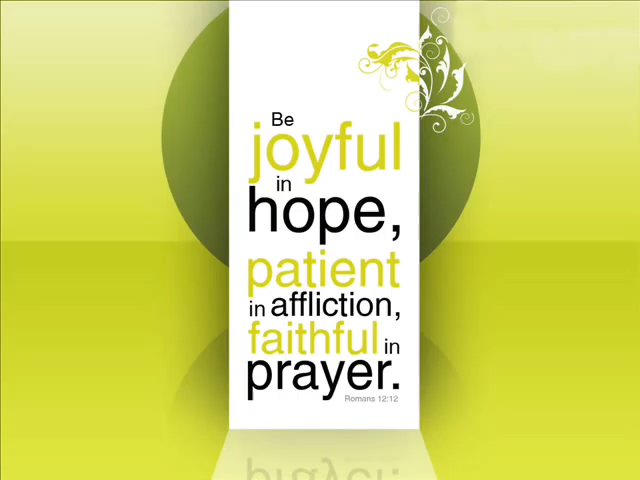 Be
joyful
in
hope,
patient
in affliction,
faithful in
prayer.
Romans 12:12